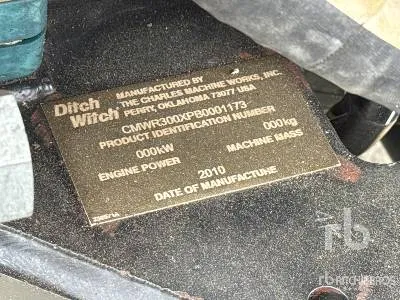 Ditch Witch
MANUFACTURED BY
THE CHARLES MACHINE WORKS, INC.
PERRY, OKLAHOMA 73077 USA
CMWR300XPB0001173
PRODUCT IDENTIFICATION NUMBER
000kW 000kg
ENGINE POWER MACHINE MASS
2010
DATE OF MANUFACTURE
rb
rb RITCHIE BROS